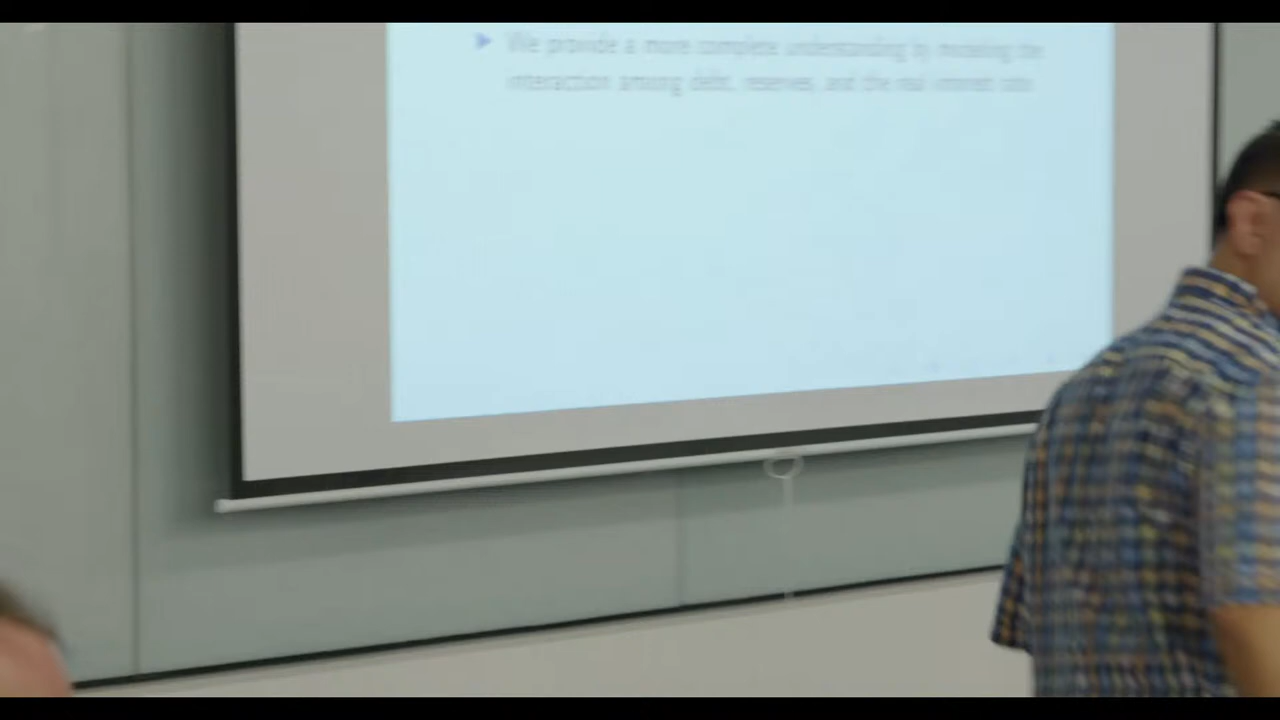 We provide a more complete understanding by modeling the
interaction among debt, reserves, and the real interest rate